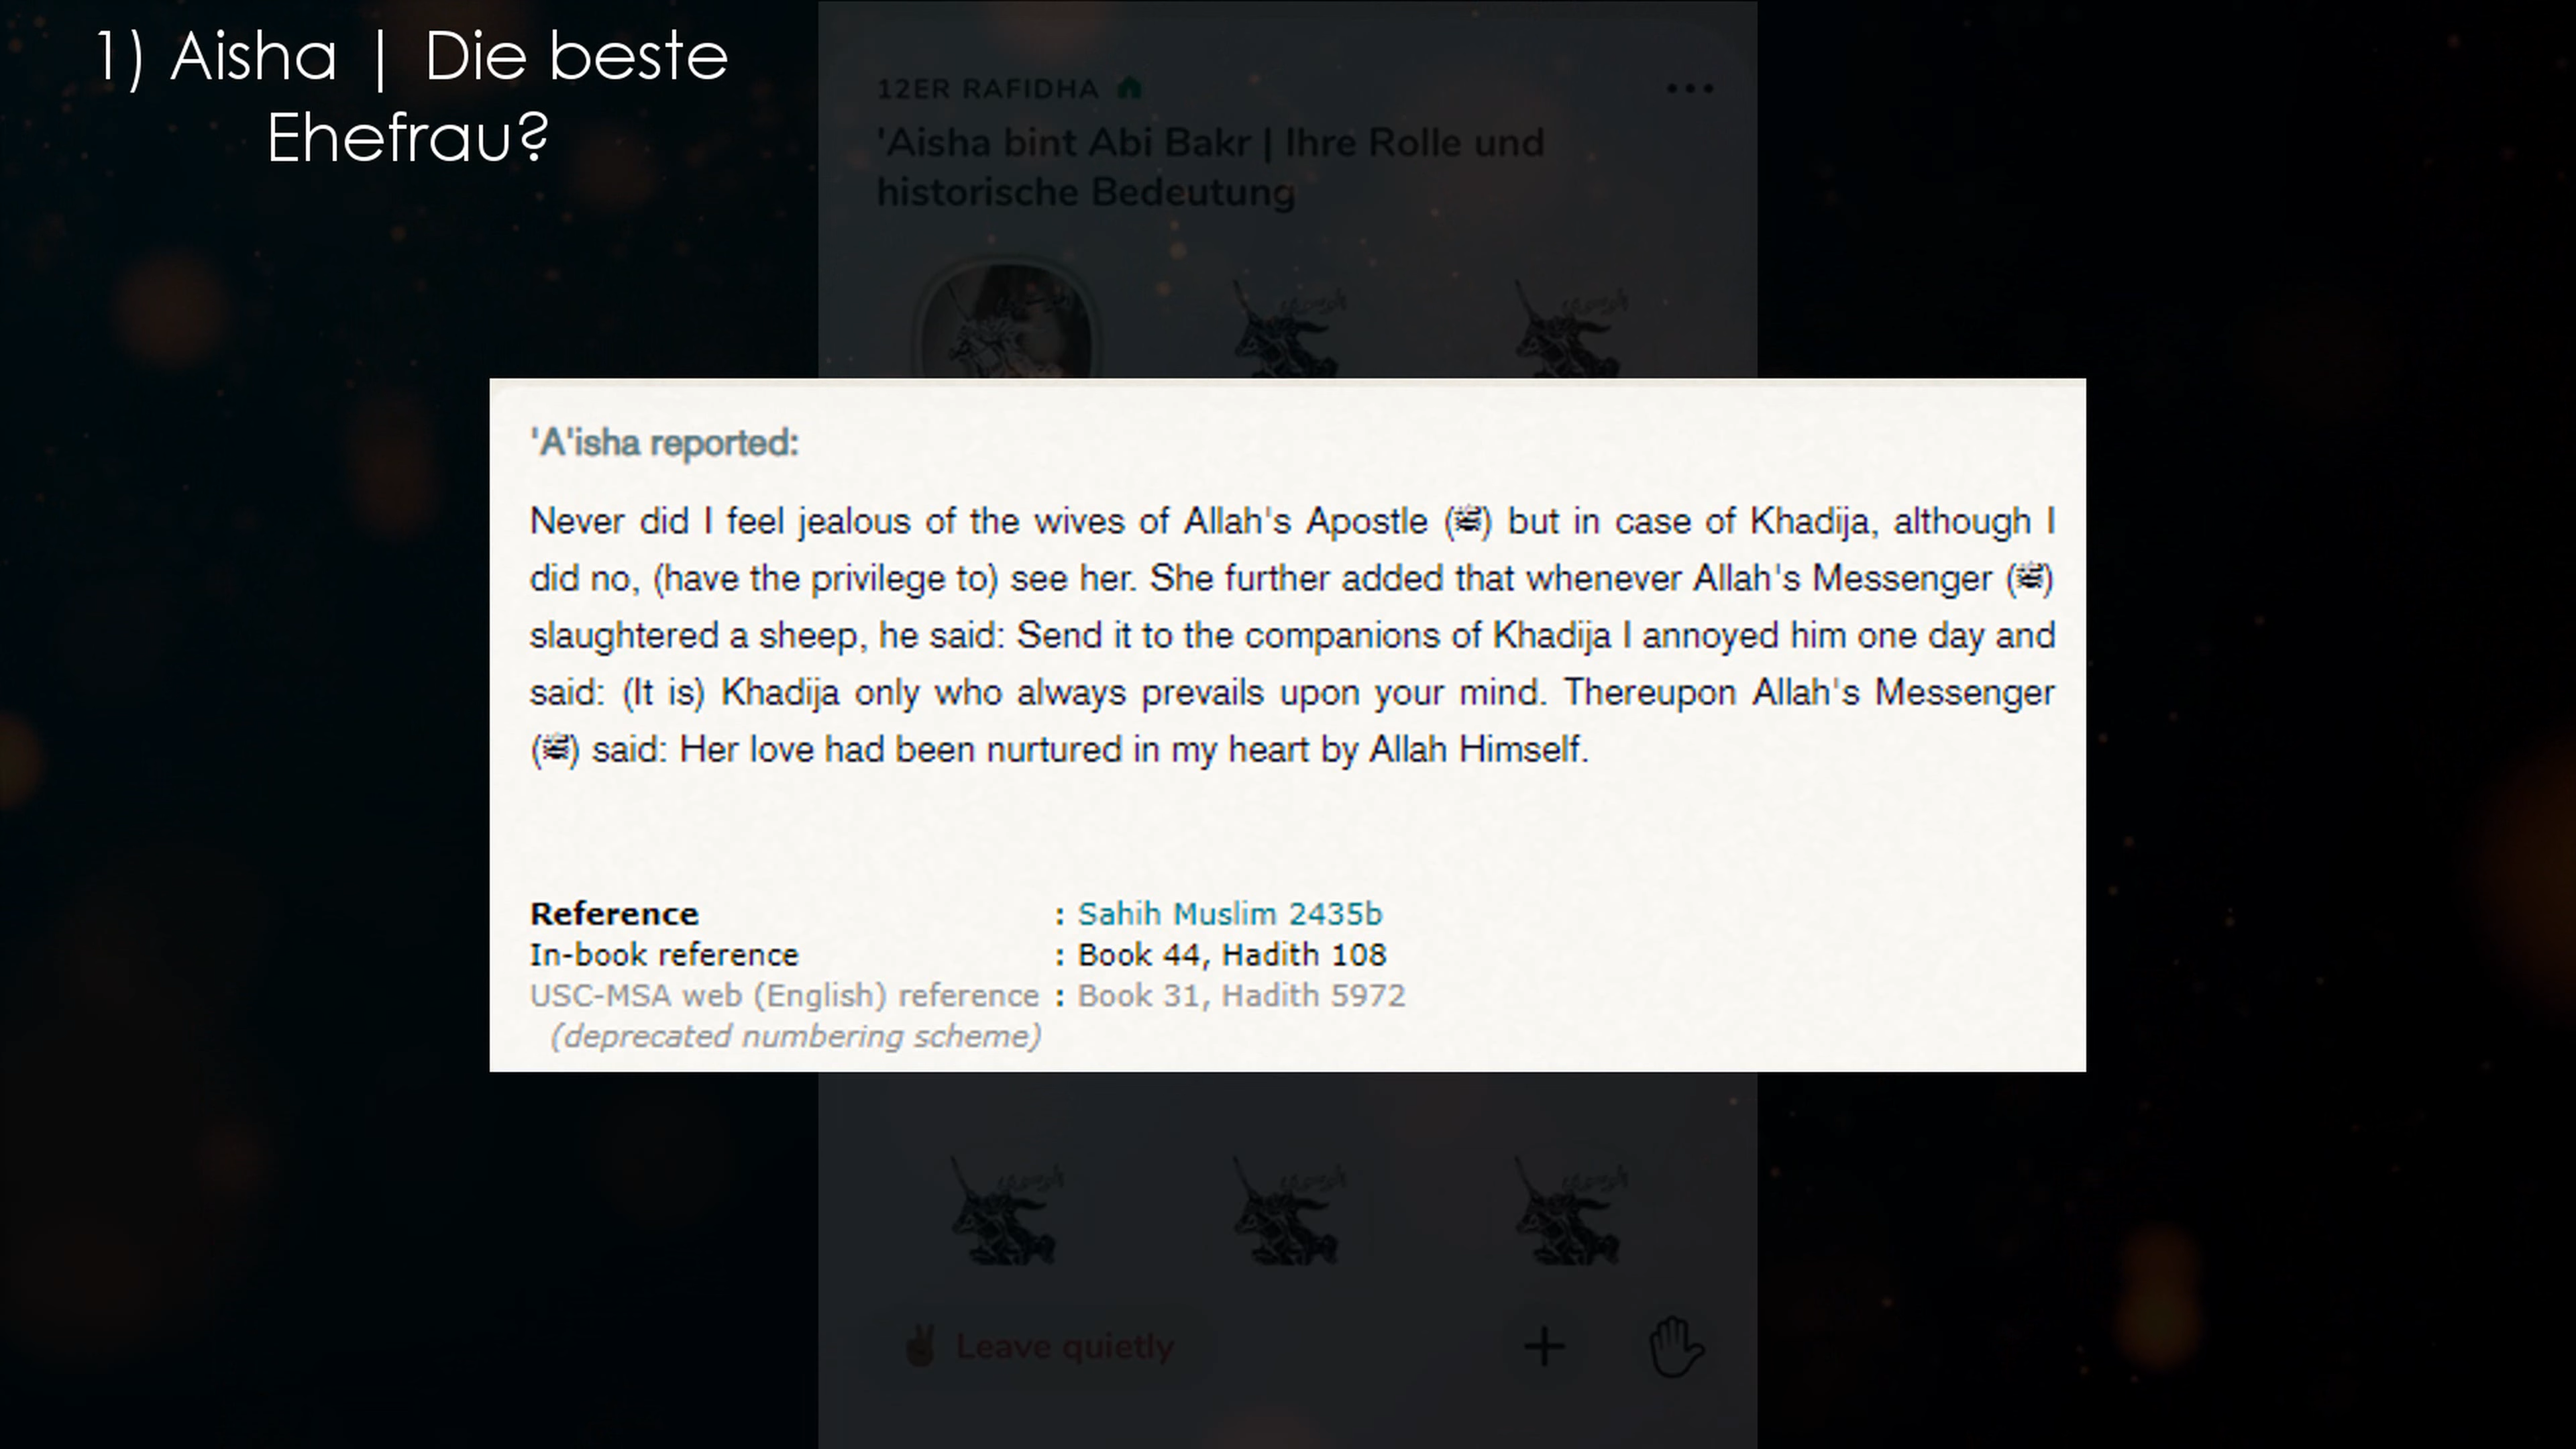 1) Aisha | Die beste
Ehefrau?
12ER RAFIDHA
'Aisha bint Abi Bakr | Ihre Rolle und
historische Bedeutung
'A'isha reported:
Never did I feel jealous of the wives of Allah's Apostle (ﷺ) but in case of Khadija, although I
did no, (have the privilege to) see her. She further added that whenever Allah's Messenger (ﷺ)
slaughtered a sheep, he said: Send it to the companions of Khadija I annoyed him one day and
said: (It is) Khadija only who always prevails upon your mind. Thereupon Allah's Messenger
(ﷺ) said: Her love had been nurtured in my heart by Allah Himself.
Reference : Sahih Muslim 2435b
In-book reference : Book 44, Hadith 108
USC-MSA web (English) reference : Book 31, Hadith 5972
(deprecated numbering scheme)
Leave quietly